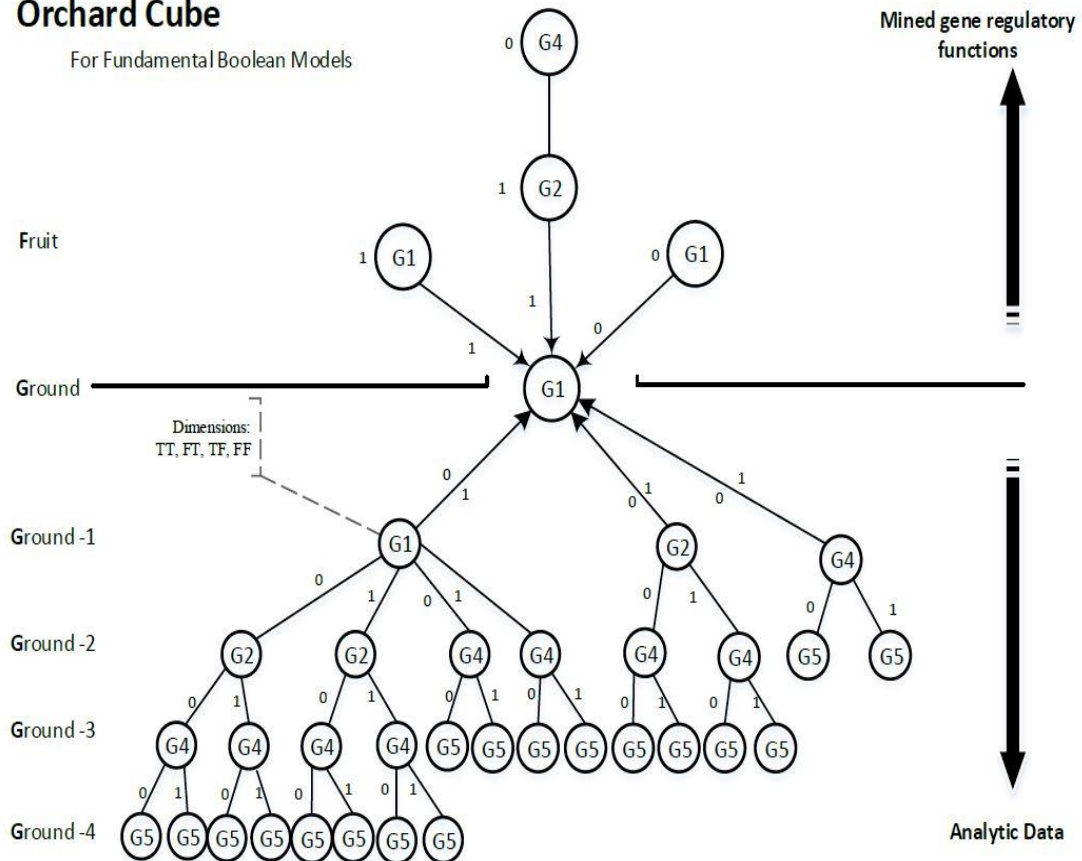 Orchard Cube
For Fundamental Boolean Models
Mined gene regulatory
functions
0 G4
1 G2
Fruit
1 G1
0 G1
1
1
0
Ground
G1
Dimensions:
TT, FT, TF, FF
0
1
0
1
0
1
Ground -1
G1
G2
G4
0
1
0
1
0
1
0
1
Ground -2
G2
G2
G4
G4
G4
G4
G5
G5
0
1
0
1
0
1
0
1
0
1
0
1
Ground -3
G4
G4
G4
G4
G5
G5
G5
G5
G5
G5
G5
G5
0
1
0
1
0
1
0
1
Ground -4
G5
G5
G5
G5
G5
G5
G5
G5
Analytic Data